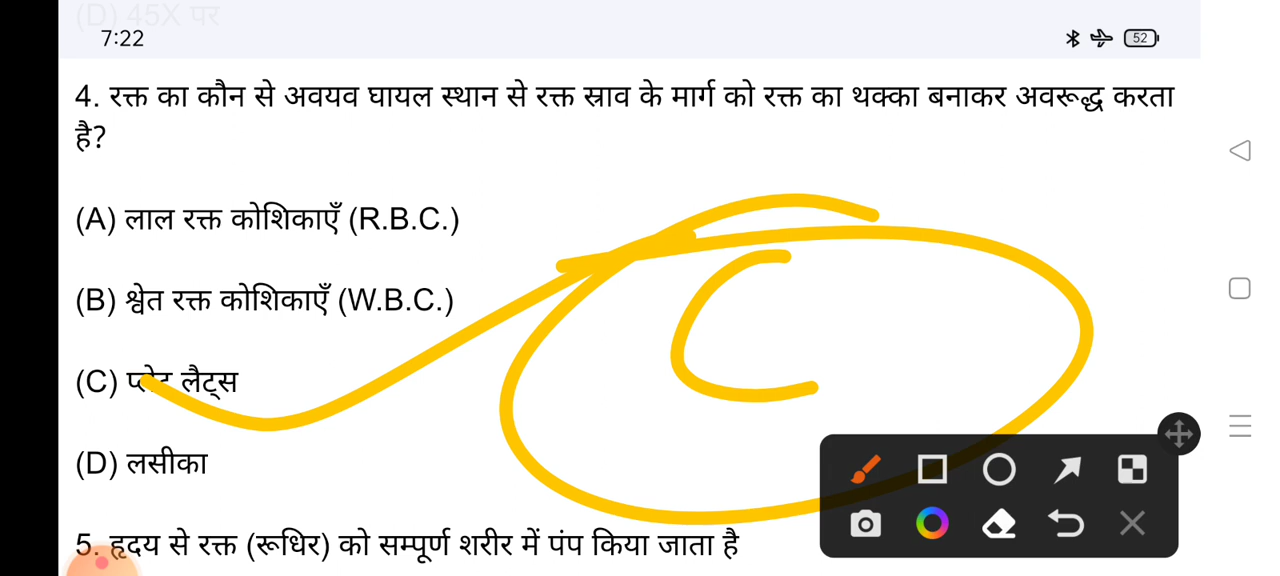 (D) 45X पर
7:22
52
4. रक्त का कौन से अवयव घायल स्थान से रक्त स्राव के मार्ग को रक्त का थक्का बनाकर अवरूद्ध करता
है?
(A) लाल रक्त कोशिकाएँ (R.B.C.)
(B) श्वेत रक्त कोशिकाएँ (W.B.C.)
(C) प्लेट लैट्स
C
(D) लसीका
5. हृदय से रक्त (रूधिर) को सम्पूर्ण शरीर में पंप किया जाता है